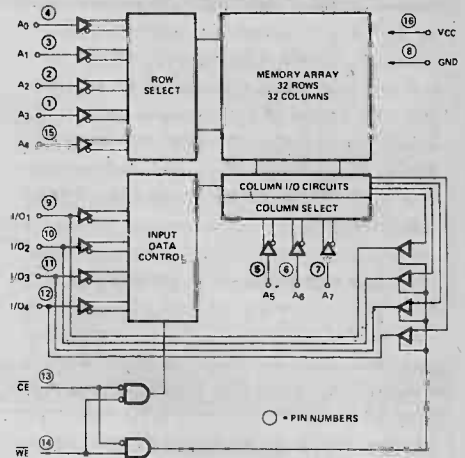 ④
A0
③
A1
②
A2
①
A3
⑮
A4
ROW
SELECT
MEMORY ARRAY
32 ROWS
32 COLUMNS
⑯
VCC
⑧
GND
COLUMN I/O CIRCUITS
COLUMN SELECT
⑨
I/O1
⑩
I/O2
⑪
I/O3
⑫
I/O4
INPUT
DATA
CONTROL
⑤ ⑥ ⑦
A5 A6 A7
⑬
CE
⑭
WE
= PIN NUMBERS